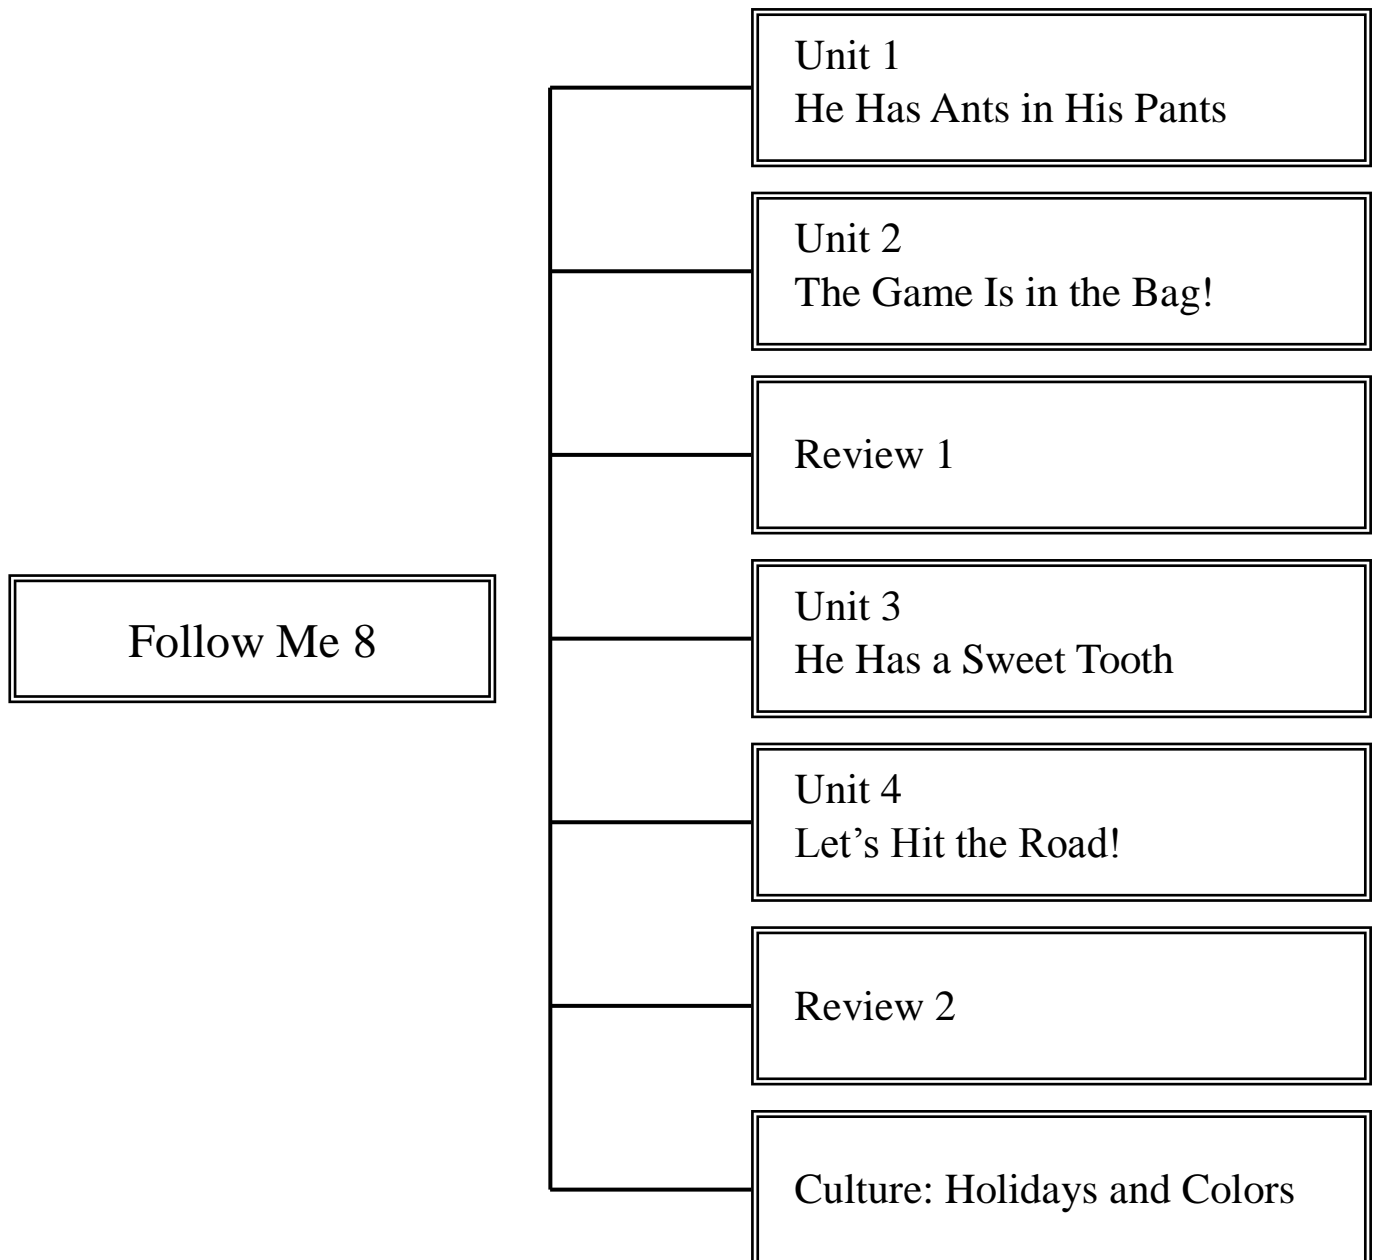 Unit 1
He Has Ants in His Pants
Unit 2
The Game Is in the Bag!
Review 1
Follow Me 8
Unit 3
He Has a Sweet Tooth
Unit 4
Let’s Hit the Road!
Review 2
Culture: Holidays and Colors